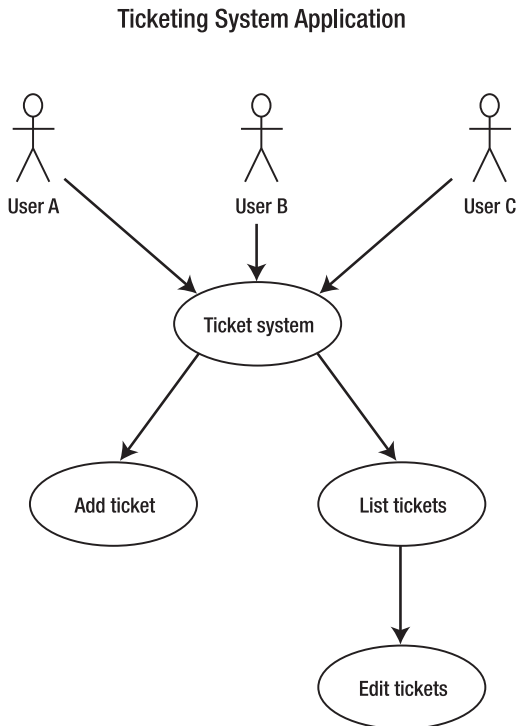 Ticketing System Application
User A
User B
User C
Ticket system
Add ticket
List tickets
Edit tickets